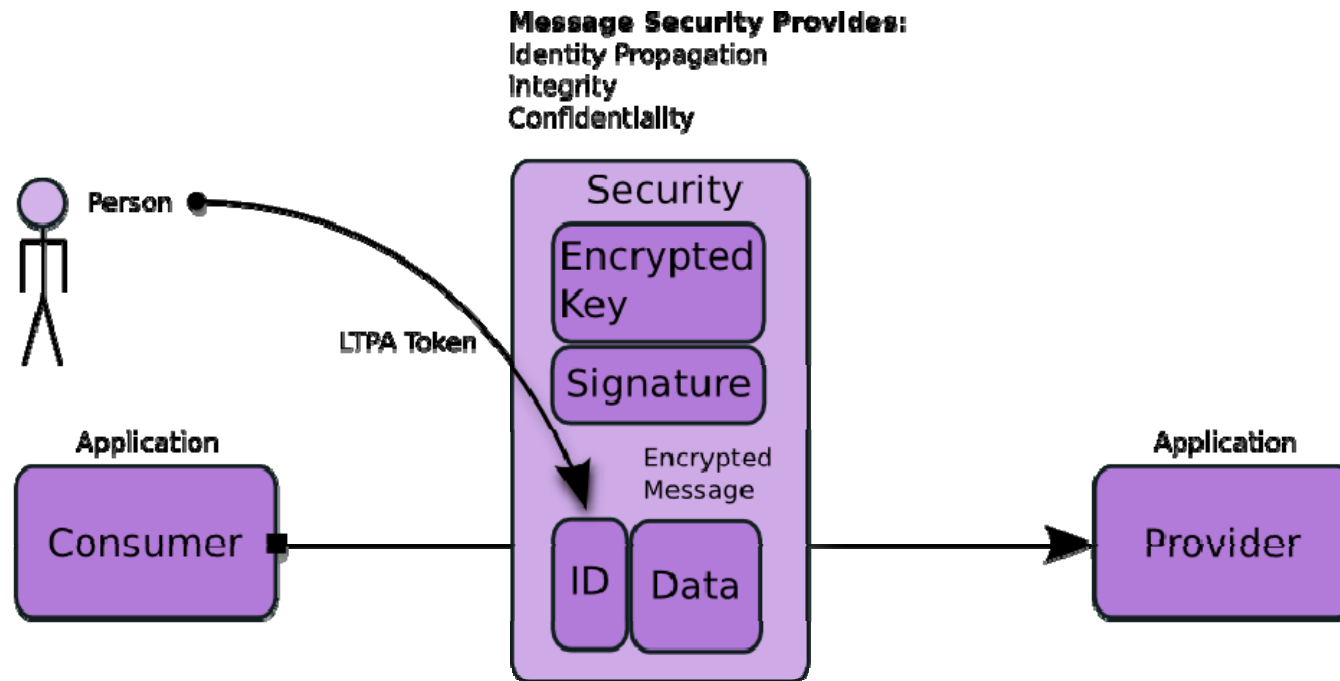 Message Security Provides:
Identity Propagation
Integrity
Confidentiality
Security
Person
Encrypted
Key
LTPA Token
Signature
Application
Encrypted
Message
Application
Consumer
ID
Data
Provider